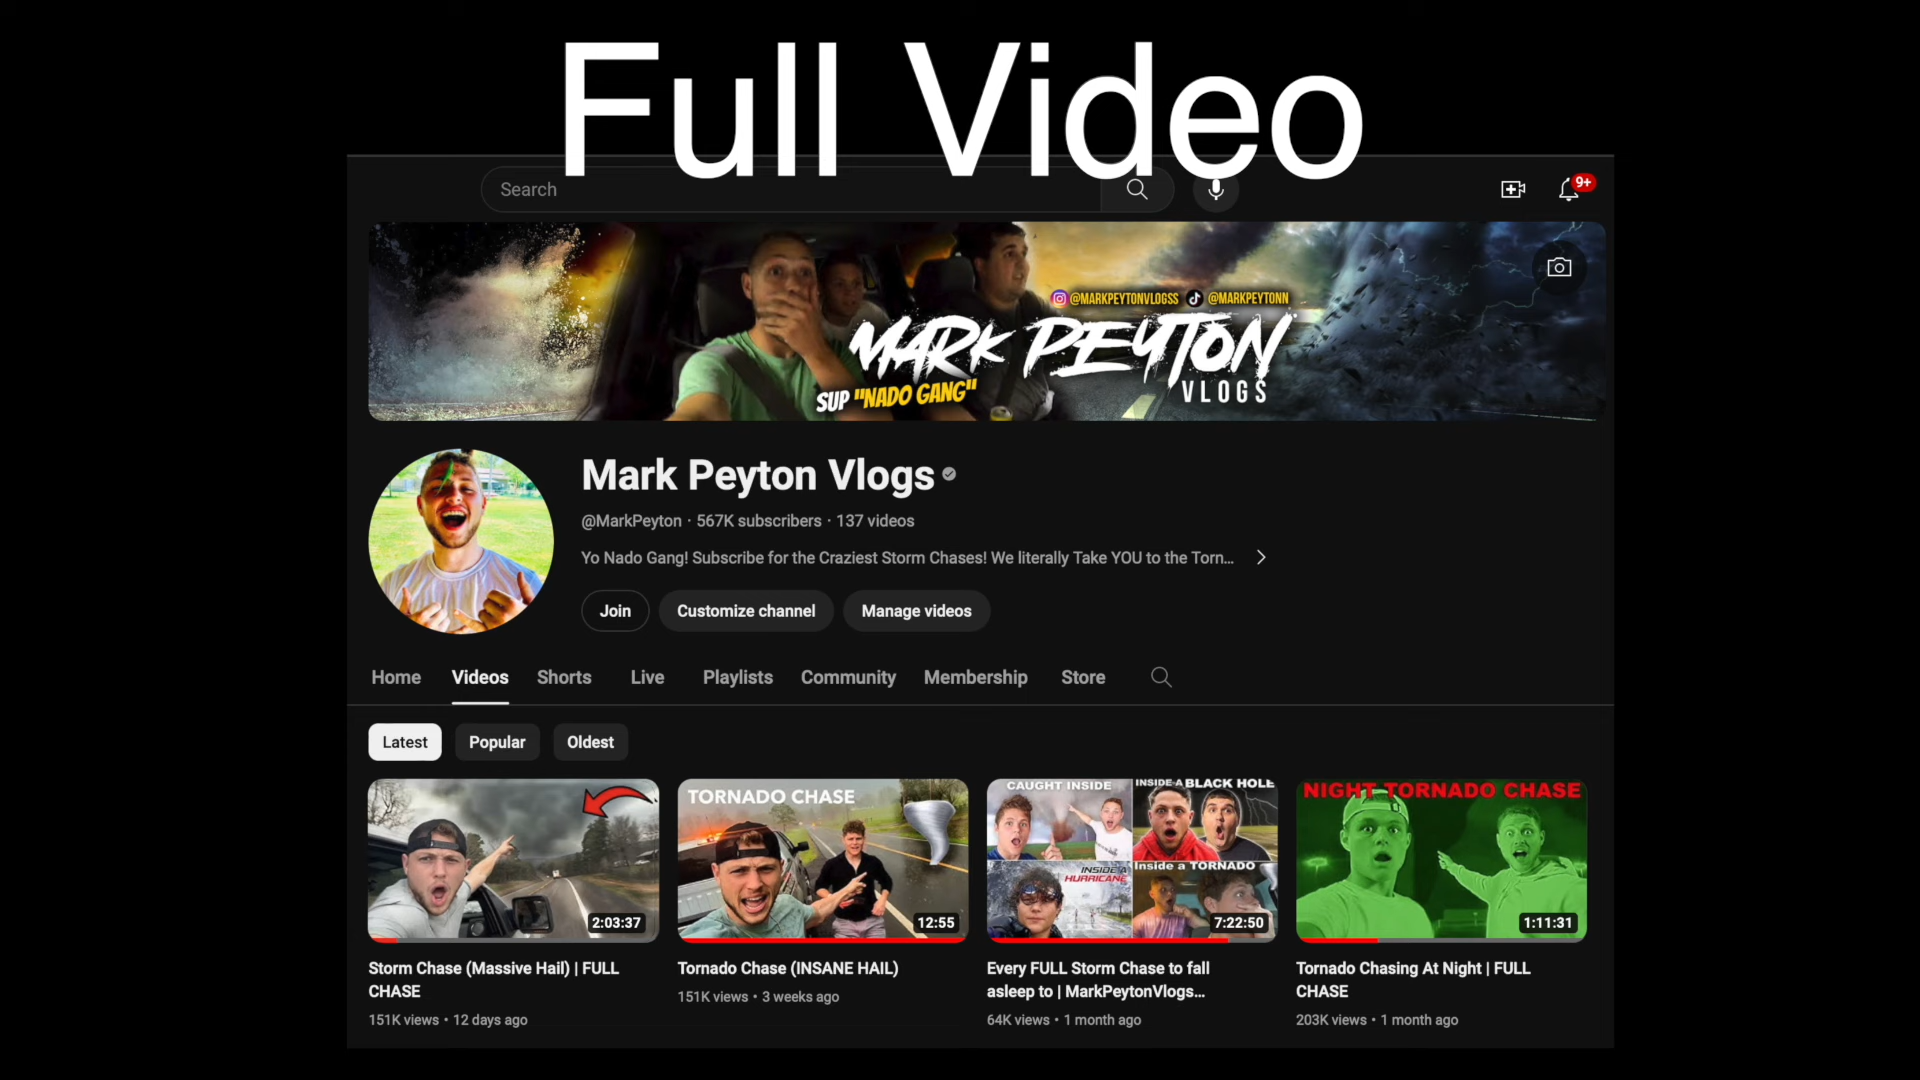 Full Video
Search
9+
@MARKPEYTONVLOGSS @MARKPEYTONN
MARK PEYTON
VLOGS
SUP "NADO GANG"
Mark Peyton Vlogs
@MarkPeyton · 567K subscribers · 137 videos
Yo Nado Gang! Subscribe for the Craziest Storm Chases! We literally Take YOU to the Torn...
Join Customize channel Manage videos
Home Videos Shorts Live Playlists Community Membership Store
Latest Popular Oldest
2:03:37
Storm Chase (Massive Hail) | FULL
CHASE
151K views • 12 days ago
TORNADO CHASE
12:55
Tornado Chase (INSANE HAIL)
151K views • 3 weeks ago
CAUGHT INSIDE
INSIDE A BLACK HOLE
INSIDE A
HURRICANE
Inside a TORNADO
7:22:50
Every FULL Storm Chase to fall
asleep to | MarkPeytonVlogs...
64K views • 1 month ago
NIGHT TORNADO CHASE
1:11:31
Tornado Chasing At Night | FULL
CHASE
203K views • 1 month ago